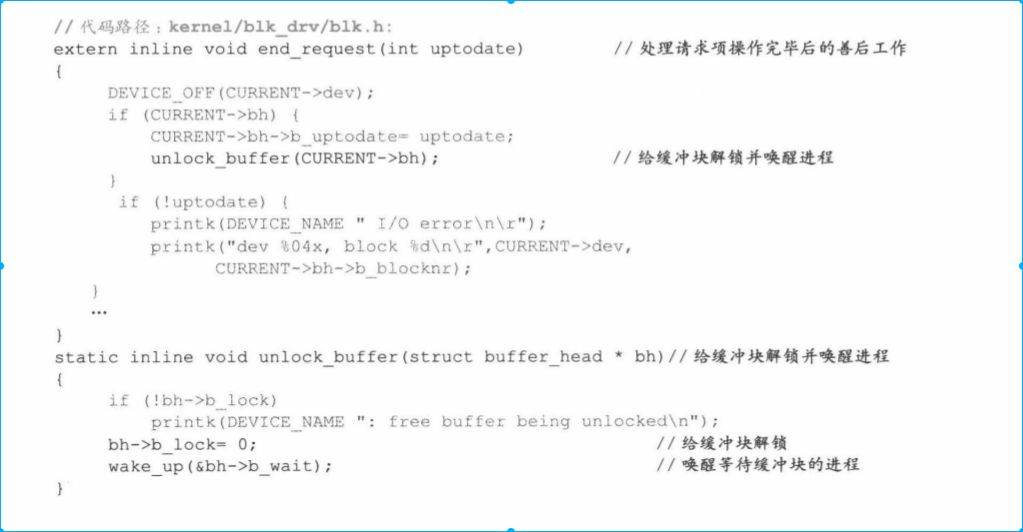 //代码路径：kernel/blk_drv/blk.h:
extern inline void end_request(int uptodate) //处理请求项操作完毕后的善后工作
{
DEVICE_OFF(CURRENT->dev);
if (CURRENT->bh) {
CURRENT->bh->b_uptodate= uptodate;
unlock_buffer(CURRENT->bh); //给缓冲块解锁并唤醒进程
}
if (!uptodate) {
printk(DEVICE_NAME " I/O error\n\r");
printk("dev %04x, block %d\n\r",CURRENT->dev,
CURRENT->bh->b_blocknr);
}
…
}
static inline void unlock_buffer(struct buffer_head * bh)//给缓冲块解锁并唤醒进程
{
if (!bh->b_lock)
printk(DEVICE_NAME ": free buffer being unlocked\n");
bh->b_lock= 0; //给缓冲块解锁
wake_up(&bh->b_wait); //唤醒等待缓冲块的进程
}